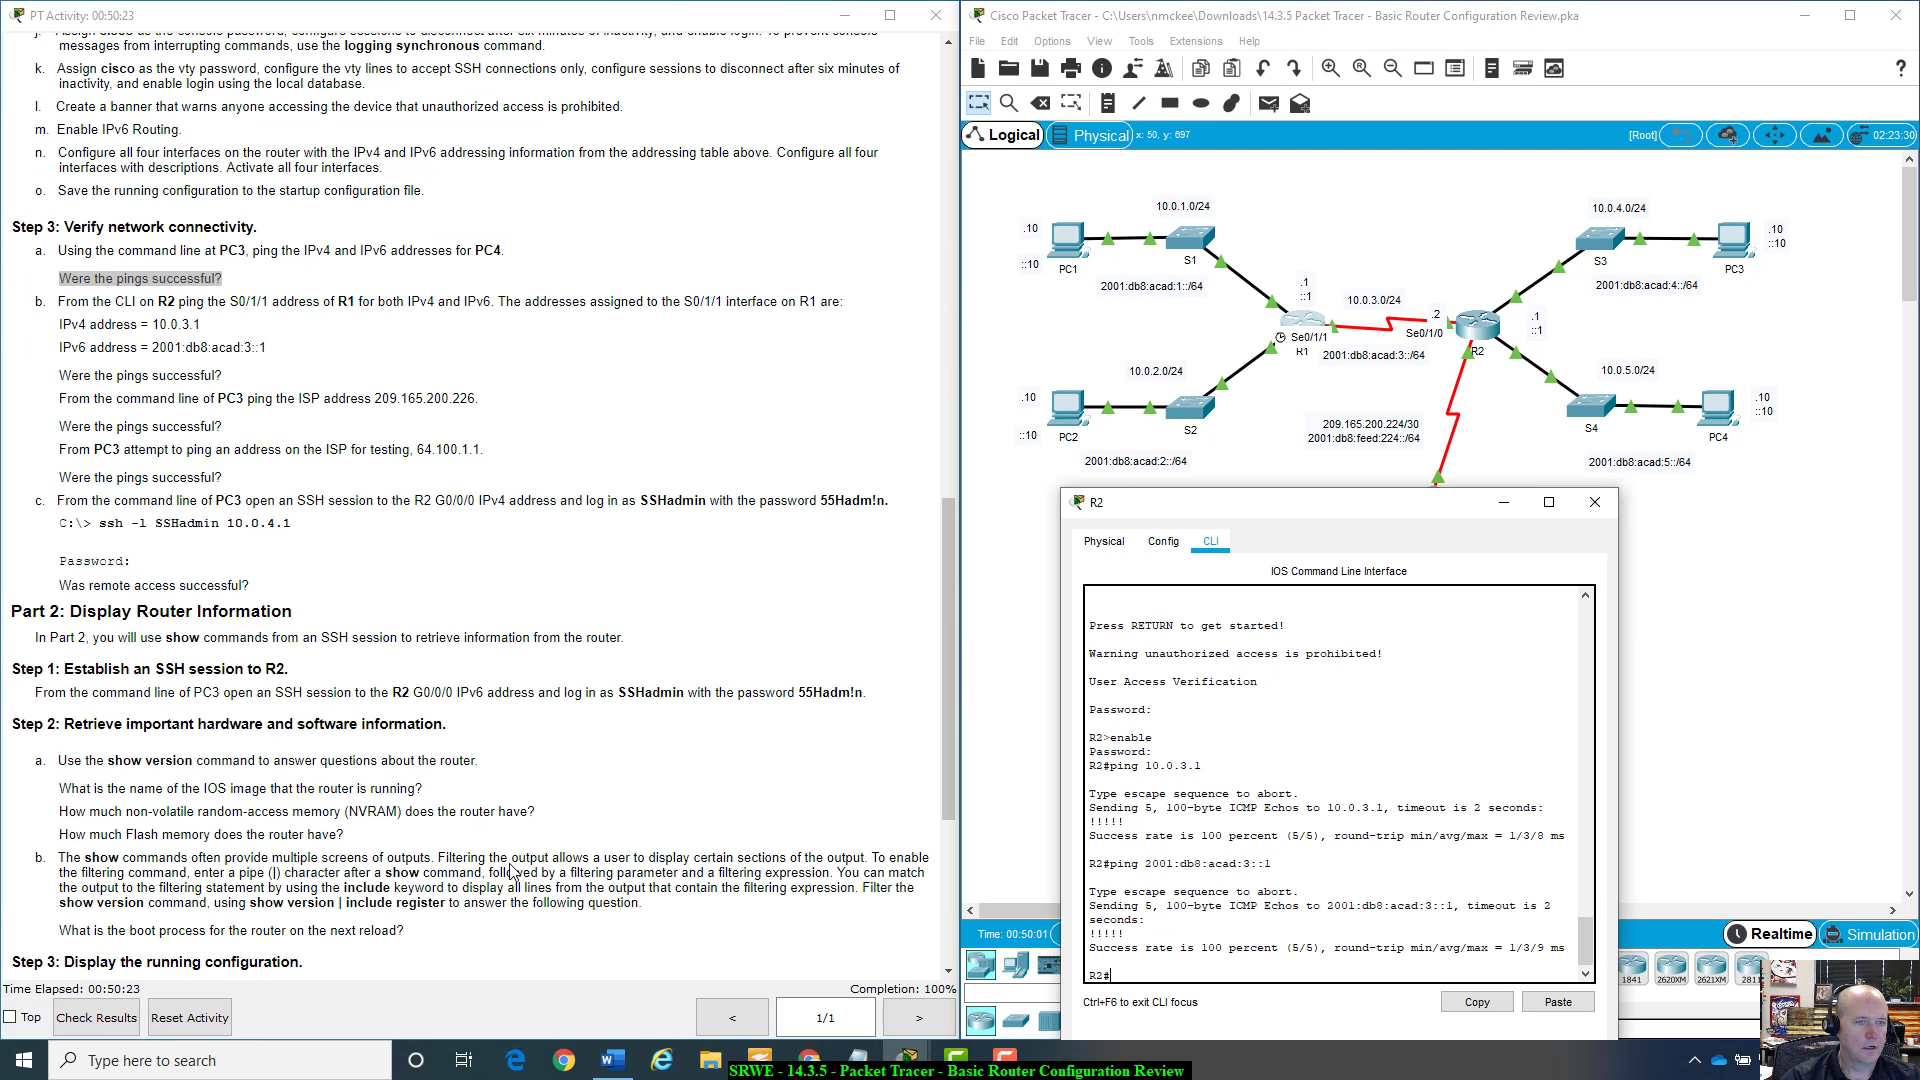 PT Activity: 00:50:23
messages from interrupting commands, use the logging synchronous command.
k. Assign cisco as the vty password, configure the vty lines to accept SSH connections only, configure sessions to disconnect after six minutes of
inactivity, and enable login using the local database.
l. Create a banner that warns anyone accessing the device that unauthorized access is prohibited.
m. Enable IPv6 Routing.
n. Configure all four interfaces on the router with the IPv4 and IPv6 addressing information from the addressing table above. Configure all four
interfaces with descriptions. Activate all four interfaces.
o. Save the running configuration to the startup configuration file.
Step 3: Verify network connectivity.
a. Using the command line at PC3, ping the IPv4 and IPv6 addresses for PC4.
Were the pings successful?
b. From the CLI on R2 ping the S0/1/1 address of R1 for both IPv4 and IPv6. The addresses assigned to the S0/1/1 interface on R1 are:
IPv4 address = 10.0.3.1
IPv6 address = 2001:db8:acad:3::1
Were the pings successful?
From the command line of PC3 ping the ISP address 209.165.200.226.
Were the pings successful?
From PC3 attempt to ping an address on the ISP for testing, 64.100.1.1.
Were the pings successful?
c. From the command line of PC3 open an SSH session to the R2 G0/0/0 IPv4 address and log in as SSHadmin with the password 55Hadm!n.
C:\> ssh -l SSHadmin 10.0.4.1
Password:
Was remote access successful?
Part 2: Display Router Information
In Part 2, you will use show commands from an SSH session to retrieve information from the router.
Step 1: Establish an SSH session to R2.
From the command line of PC3 open an SSH session to the R2 G0/0/0 IPv6 address and log in as SSHadmin with the password 55Hadm!n.
Step 2: Retrieve important hardware and software information.
a. Use the show version command to answer questions about the router.
What is the name of the IOS image that the router is running?
How much non-volatile random-access memory (NVRAM) does the router have?
How much Flash memory does the router have?
b. The show commands often provide multiple screens of outputs. Filtering the output allows a user to display certain sections of the output. To enable
the filtering command, enter a pipe (|) character after a show command, followed by a filtering parameter and a filtering expression. You can match
the output to the filtering statement by using the include keyword to display all lines from the output that contain the filtering expression. Filter the
show version command, using show version | include register to answer the following question.
What is the boot process for the router on the next reload?
Step 3: Display the running configuration.
Time Elapsed: 00:50:23
Completion: 100%
Top
Check Results
Reset Activity
<
1/1
>
Cisco Packet Tracer - C:\Users\nmckee\Downloads\14.3.5 Packet Tracer - Basic Router Configuration Review.pka
File Edit Options View Tools Extensions Help
Logical
Physical
x: 50, y: 697
[Root]
02:23:30
10.0.1.0/24
10.0.4.0/24
.10
.10
::10
S1
S3
::10
PC1
PC3
2001:db8:acad:1::/64
2001:db8:acad:4::/64
.1
::1
10.0.3.0/24
.2
.1
::1
Se0/1/1
Se0/1/0
R1
R2
2001:db8:acad:3::/64
10.0.2.0/24
10.0.5.0/24
.10
.10
::10
S2
S4
::10
PC2
PC4
209.165.200.224/30
2001:db8:feed:224::/64
2001:db8:acad:2::/64
2001:db8:acad:5::/64
R2
Physical Config CLI
IOS Command Line Interface
Press RETURN to get started!
Warning unauthorized access is prohibited!
User Access Verification
Password:
R2>enable
Password:
R2#ping 10.0.3.1
Type escape sequence to abort.
Sending 5, 100-byte ICMP Echos to 10.0.3.1, timeout is 2 seconds:
!!!!!
Success rate is 100 percent (5/5), round-trip min/avg/max = 1/3/8 ms
R2#ping 2001:db8:acad:3::1
Type escape sequence to abort.
Sending 5, 100-byte ICMP Echos to 2001:db8:acad:3::1, timeout is 2
seconds:
!!!!!
Success rate is 100 percent (5/5), round-trip min/avg/max = 1/3/9 ms
R2#
Ctrl+F6 to exit CLI focus
Copy
Paste
Time: 00:50:01
Realtime
Simulation
1841 2620XM 2621XM 2811
Type here to search
SRWE - 14.3.5 - Packet Tracer - Basic Router Configuration Review